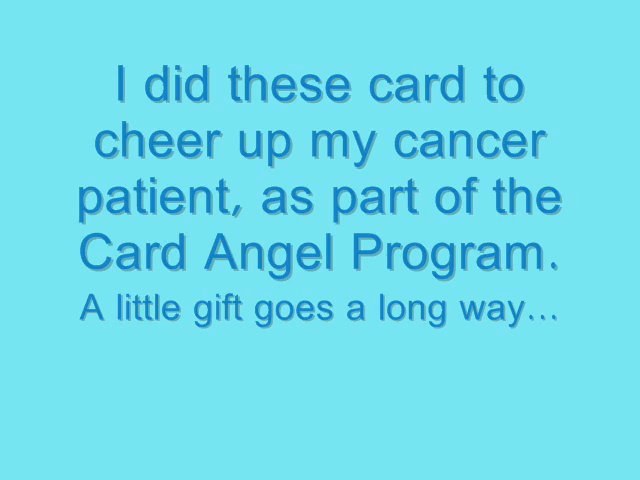 I did these card to
cheer up my cancer
patient, as part of the
Card Angel Program.
A little gift goes a long way...